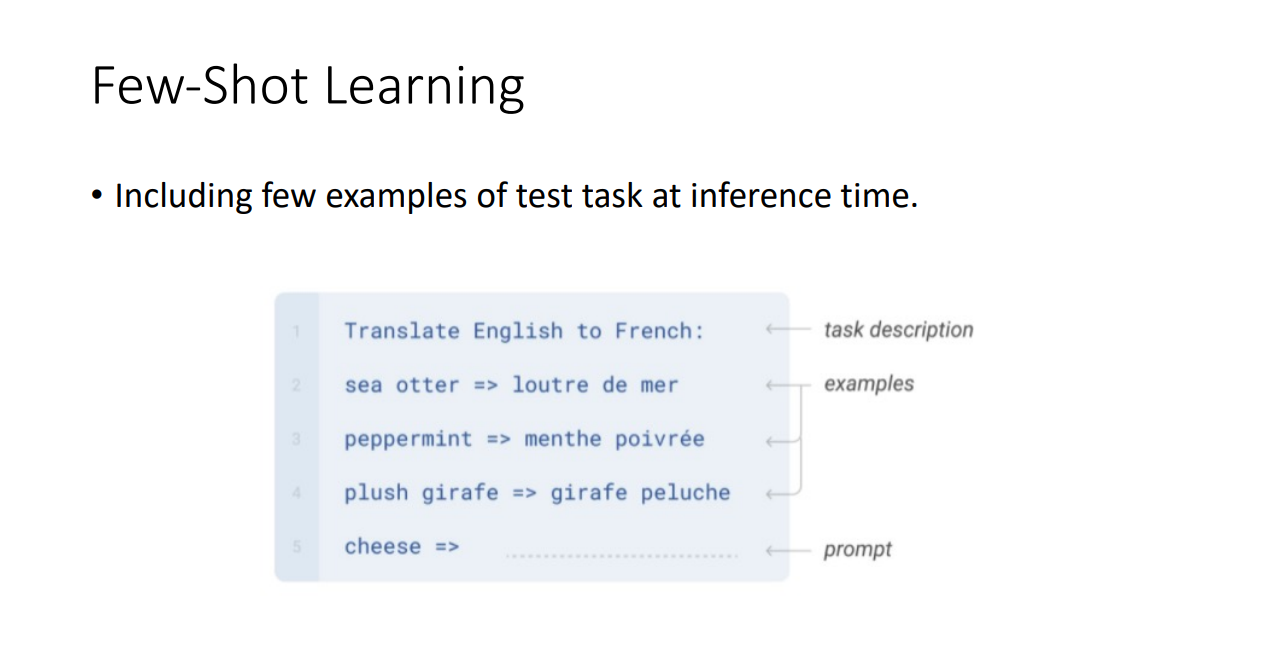 Few-Shot Learning
• Including few examples of test task at inference time.
1 Translate English to French: task description
2 sea otter => loutre de mer examples
3 peppermint => menthe poivrée
4 plush girafe => girafe peluche
5 cheese => prompt